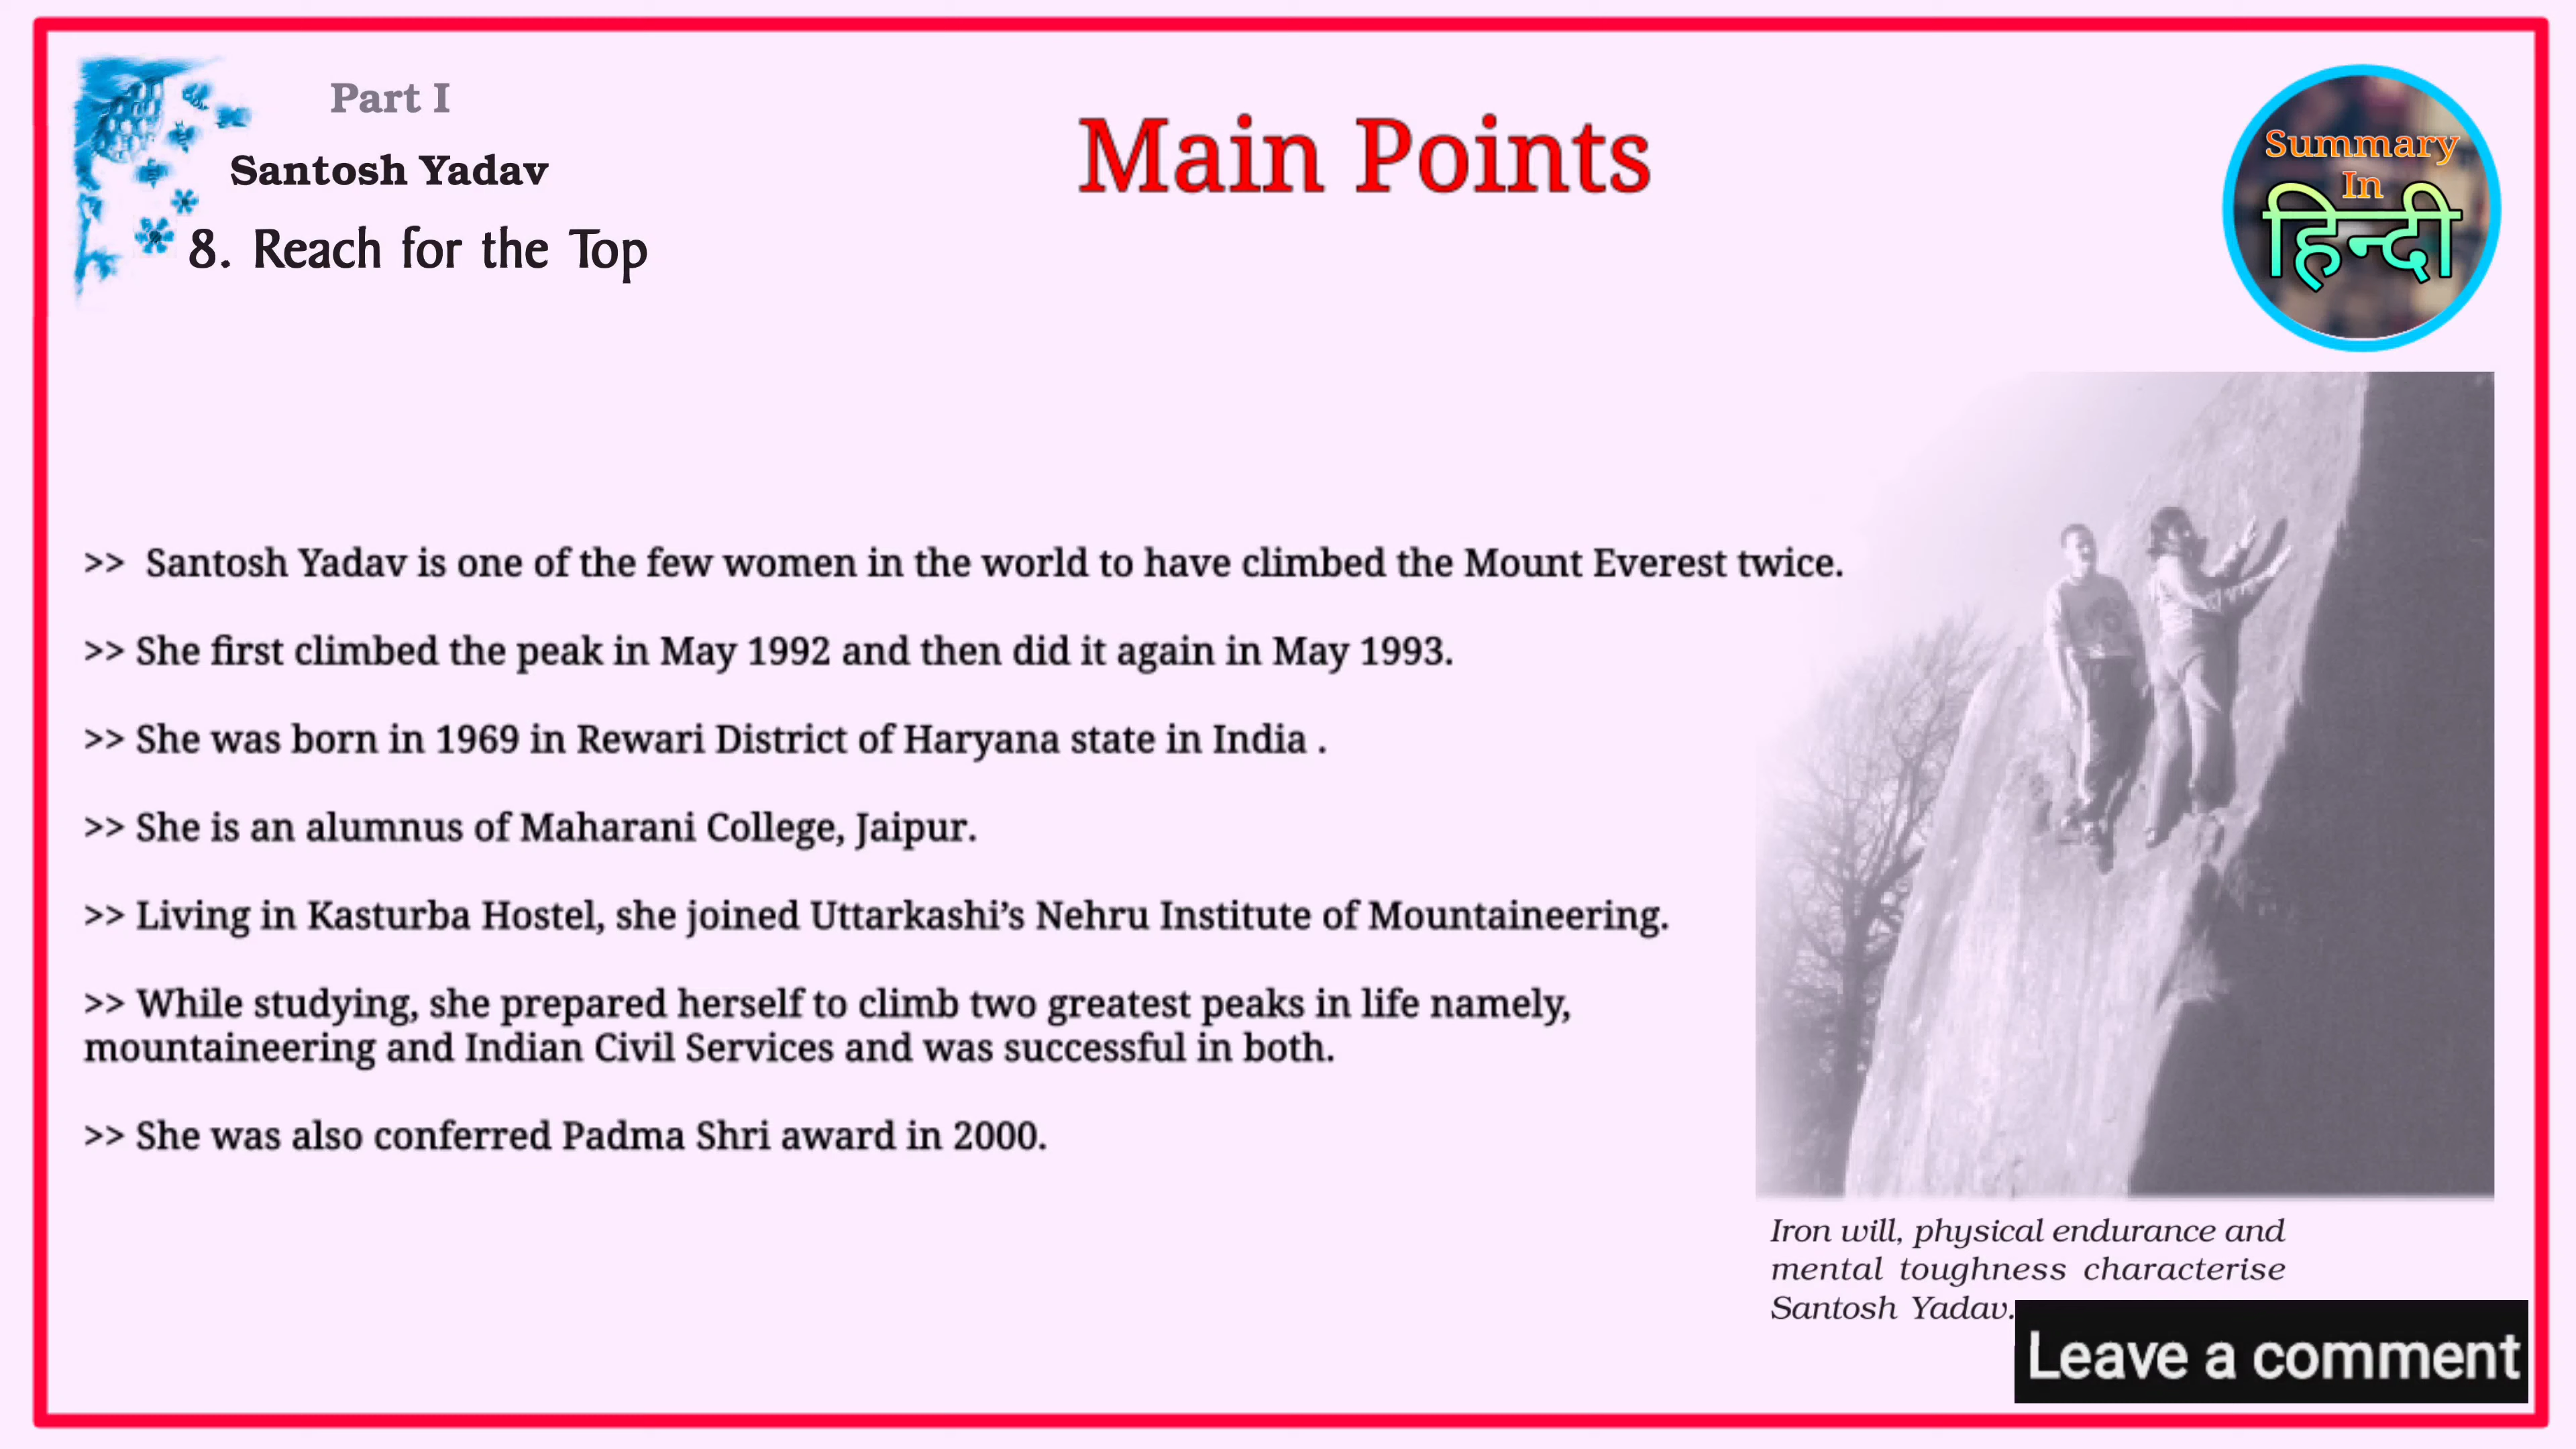 Part I
Santosh Yadav
8. Reach for the Top
Main Points
Summary
In
हिन्दी
>> Santosh Yadav is one of the few women in the world to have climbed the Mount Everest twice.
>> She first climbed the peak in May 1992 and then did it again in May 1993.
>> She was born in 1969 in Rewari District of Haryana state in India .
>> She is an alumnus of Maharani College, Jaipur.
>> Living in Kasturba Hostel, she joined Uttarkashi’s Nehru Institute of Mountaineering.
>> While studying, she prepared herself to climb two greatest peaks in life namely,
mountaineering and Indian Civil Services and was successful in both.
>> She was also conferred Padma Shri award in 2000.
Iron will, physical endurance and
mental toughness characterise
Santosh Yadav.
Leave a comment